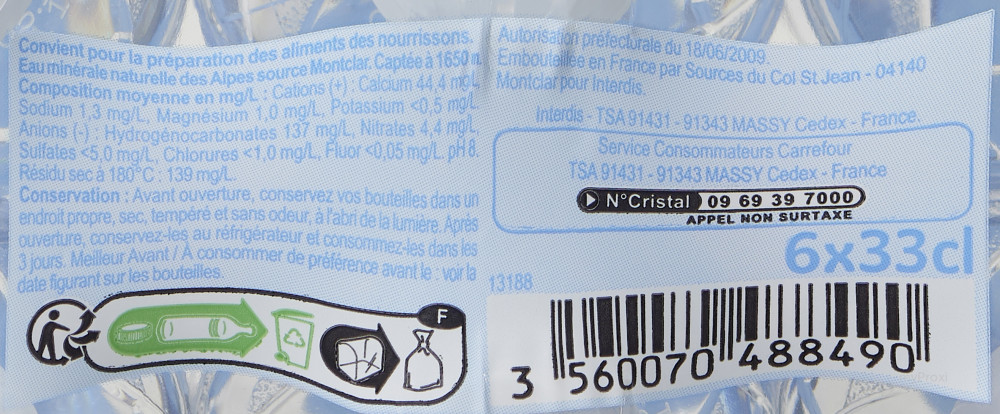 Convient pour la préparation des aliments des nourrissons.
Eau minérale naturelle des Alpes source Montclar. Captée à 1650 m.
Composition moyenne en mg/L : Cations (+) : Calcium 44,4 mg/L,
Sodium 1,3 mg/L, Magnésium 1,0 mg/L, Potassium <0,5 mg/L.
Anions (-) : Hydrogénocarbonates 137 mg/L, Nitrates 4,4 mg/L,
Sulfates <5,0 mg/L, Chlorures <1,0 mg/L, Fluor <0,05 mg/L. pH 8.
Résidu sec à 180°C : 139 mg/L.
Conservation : Avant ouverture, conservez vos bouteilles dans un
endroit propre, sec, tempéré et sans odeur, à l'abri de la lumière. Après
ouverture, conservez-les au réfrigérateur et consommez-les dans les
3 jours. Meilleur Avant / À consommer de préférence avant le : voir la
date figurant sur les bouteilles.
F
Autorisation préfectorale du 18/06/2009.
Embouteillée en France par Sources du Col St Jean - 04140
Montclar pour Interdis.
Interdis - TSA 91431 - 91343 MASSY Cedex - France.
Service Consommateurs Carrefour
TSA 91431 - 91343 MASSY Cedex - France
N°Cristal 09 69 39 7000
APPEL NON SURTAXE
6x33cl
13188
3 560070 488490